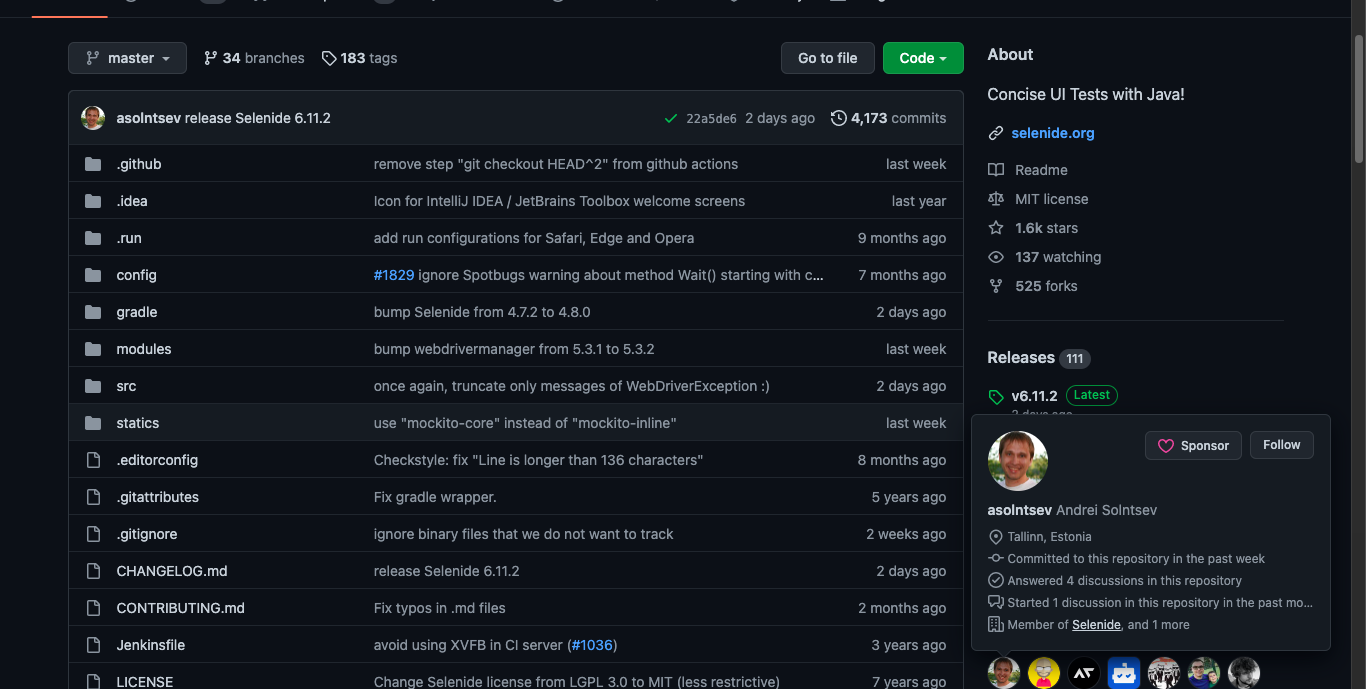 master
34 branches
183 tags
Go to file
Code
asolntsev release Selenide 6.11.2
22a5de6 2 days ago
4,173 commits
.github remove step "git checkout HEAD^2" from github actions last week
.idea Icon for IntelliJ IDEA / JetBrains Toolbox welcome screens last year
.run add run configurations for Safari, Edge and Opera 9 months ago
config #1829 ignore Spotbugs warning about method Wait() starting with c... 7 months ago
gradle bump Selenide from 4.7.2 to 4.8.0 2 days ago
modules bump webdrivermanager from 5.3.1 to 5.3.2 last week
src once again, truncate only messages of WebDriverException :) 2 days ago
statics use "mockito-core" instead of "mockito-inline" last week
.editorconfig Checkstyle: fix "Line is longer than 136 characters" 8 months ago
.gitattributes Fix gradle wrapper. 5 years ago
.gitignore ignore binary files that we do not want to track 2 weeks ago
CHANGELOG.md release Selenide 6.11.2 2 days ago
CONTRIBUTING.md Fix typos in .md files 2 months ago
Jenkinsfile avoid using XVFB in CI server (#1036) 3 years ago
LICENSE Change Selenide license from LGPL 3.0 to MIT (less restrictive) 7 years ago
About
Concise UI Tests with Java!
selenide.org
Readme
MIT license
1.6k stars
137 watching
525 forks
Releases 111
v6.11.2 Latest
2 days ago
Sponsor
Follow
asolntsev Andrei Solntsev
Tallinn, Estonia
Committed to this repository in the past week
Answered 4 discussions in this repository
Started 1 discussion in this repository in the past mo...
Member of Selenide, and 1 more